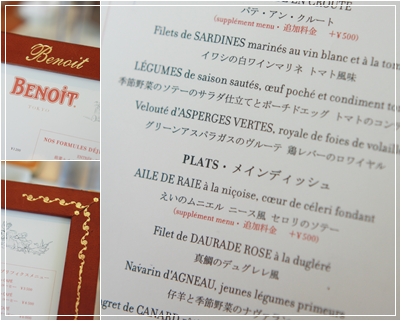 Benoit
BENOIT
NOS FORMULES DÉJ
EN CROÛTE
パテ・アン・クルート
(supplément menu・追加料金 +￥500)
Filets de SARDINES marinés au vin blanc et à la tom
イワシの白ワインマリネ トマト風味
LÉGUMES de saison sautés, œuf poché et condiment to
季節野菜のソテーのサラダ仕立てとポーチドエッグ トマトのコンデ
Velouté d'ASPERGES VERTES, royale de foies de volaille
グリーンアスパラガスのヴルーテ 鶏レバーのロワイヤル
PLATS・メインディッシュ
AILE DE RAIE à la niçoise, cœur de céleri fondant
えいのムニエル ニース風 セロリのソテー
(supplément menu・追加料金 +￥500)
Filet de DAURADE ROSE à la dugléré
真鯛のデュグレレ風
Navarin d'AGNEAU, jeunes légumes primeurs
仔羊と季節野菜のナヴァラ
gret de CANARD